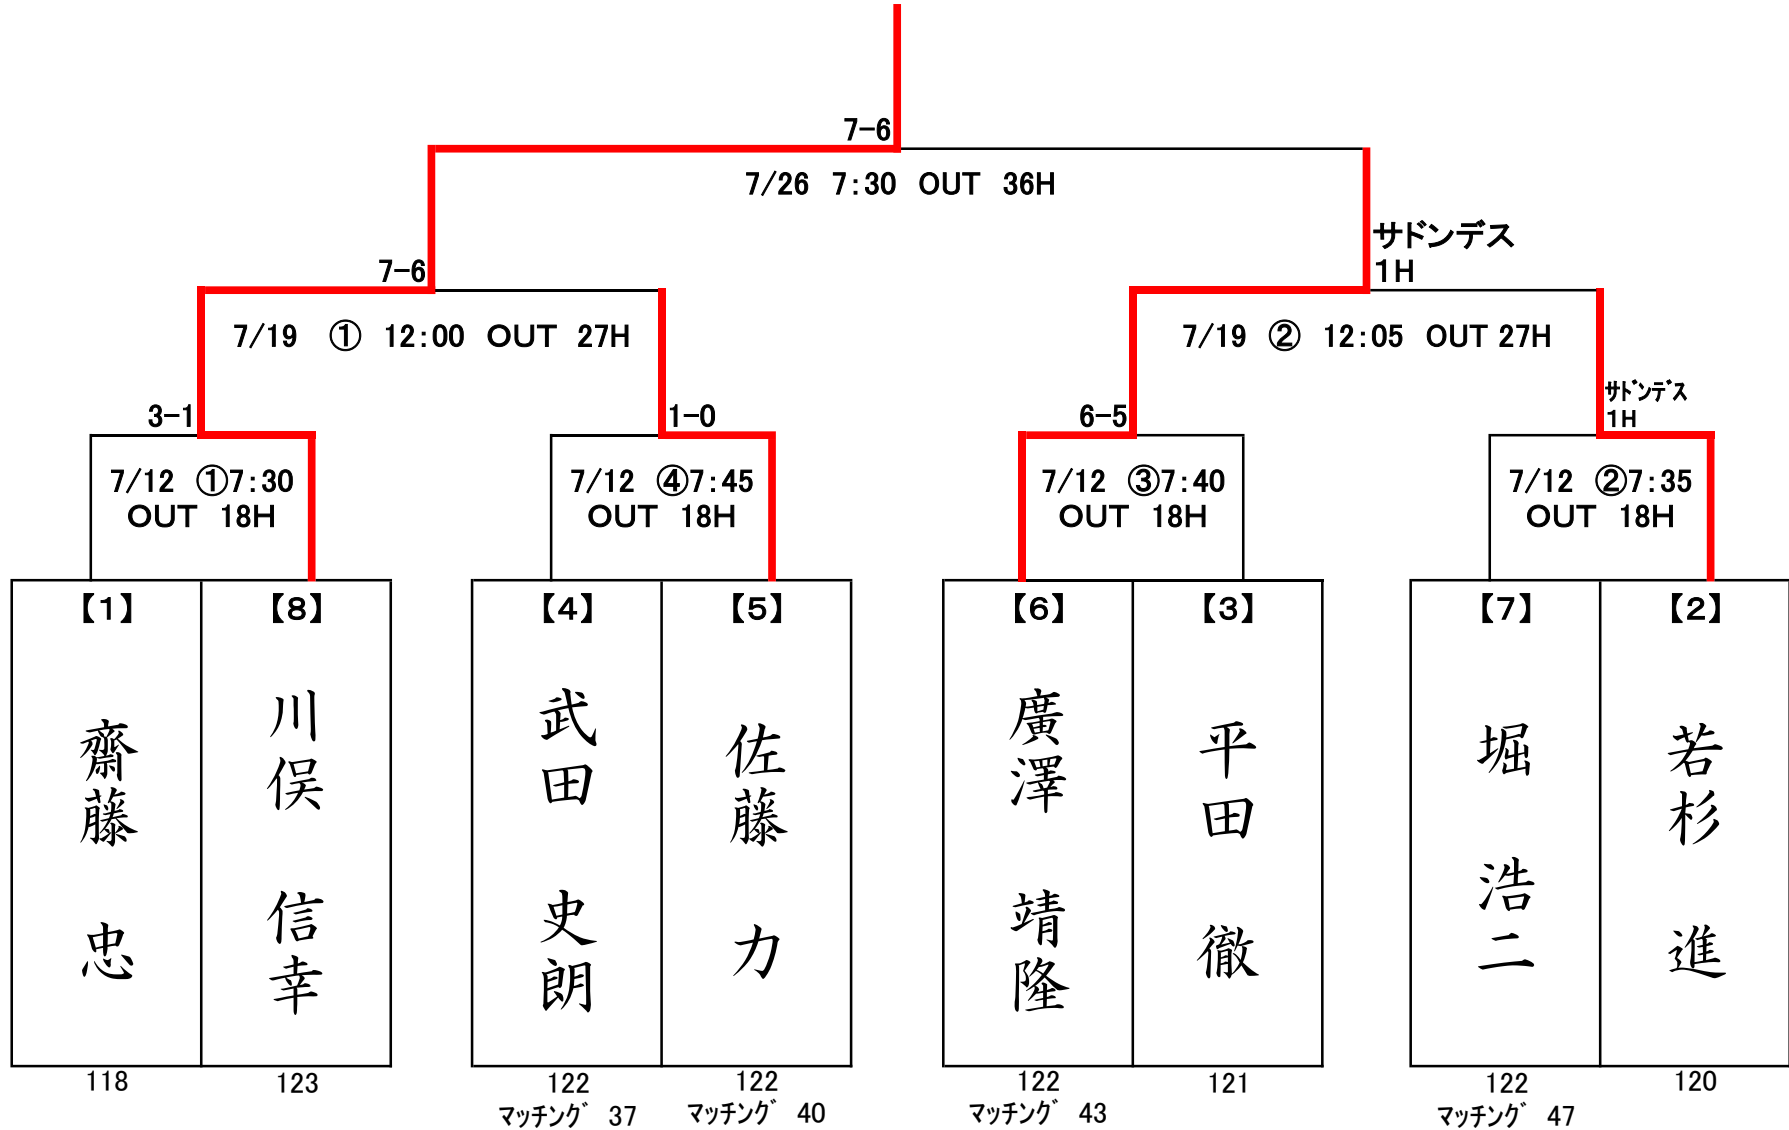 7-6
7/26 7:30 OUT 36H
サドンデス
1H
7-6
7/19 ① 12:00 OUT 27H
7/19 ② 12:05 OUT 27H
サドンデス
1H
3-1
1-0
6-5
7/12 ①7:30
OUT 18H
7/12 ④7:45
OUT 18H
7/12 ③7:40
OUT 18H
7/12 ②7:35
OUT 18H
【1】
齋藤 忠
118
【8】
川俣 信幸
123
【4】
武田 史朗
122
マッチング 37
【5】
佐藤 力
122
マッチング 40
【6】
廣澤 靖隆
122
マッチング 43
【3】
平田 徹
121
【7】
堀 浩二
122
マッチング 47
【2】
若杉 進
120